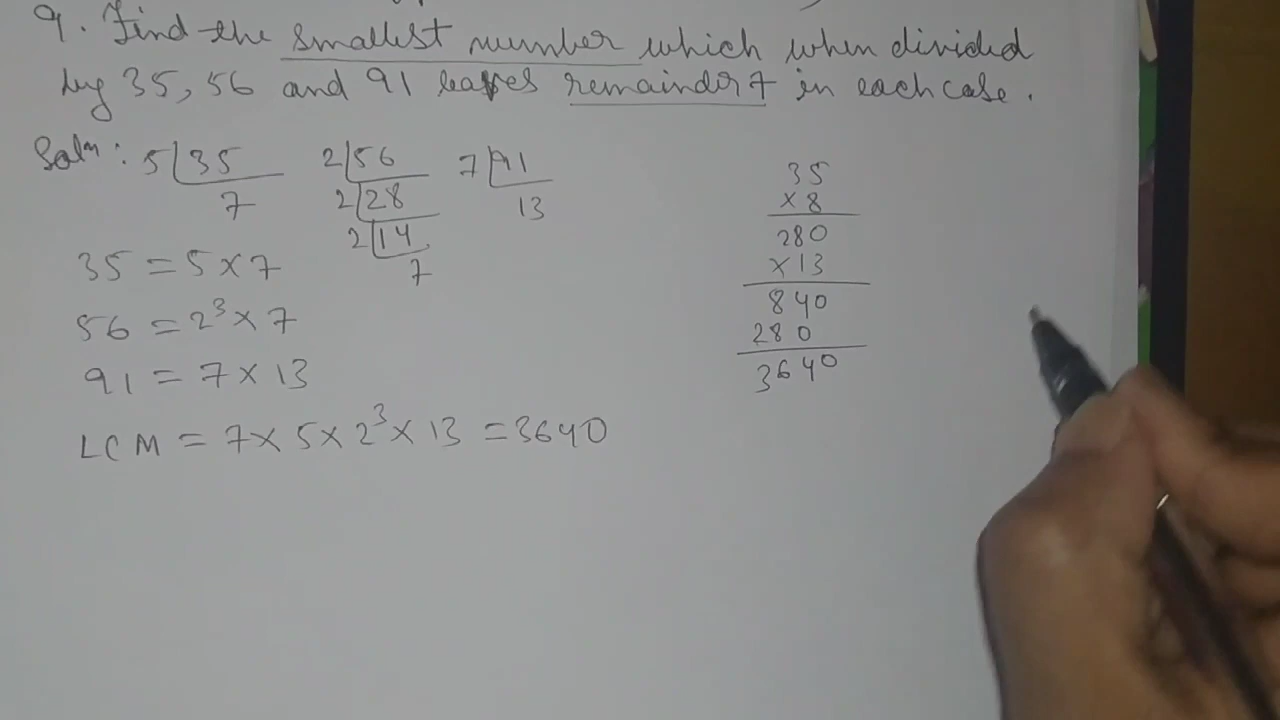 9. Find the smallest number which when divided
by 35, 56 and 91 leaves remainder 7 in each case.
Solⁿ : 5 35 2 56 7 91
7 2 28 13
2 14
7
35 = 5 × 7
56 = 2³ × 7
91 = 7 × 13
LCM = 7 × 5 × 2³ × 13 = 3640
35
× 8
280
× 13
840
280
3640